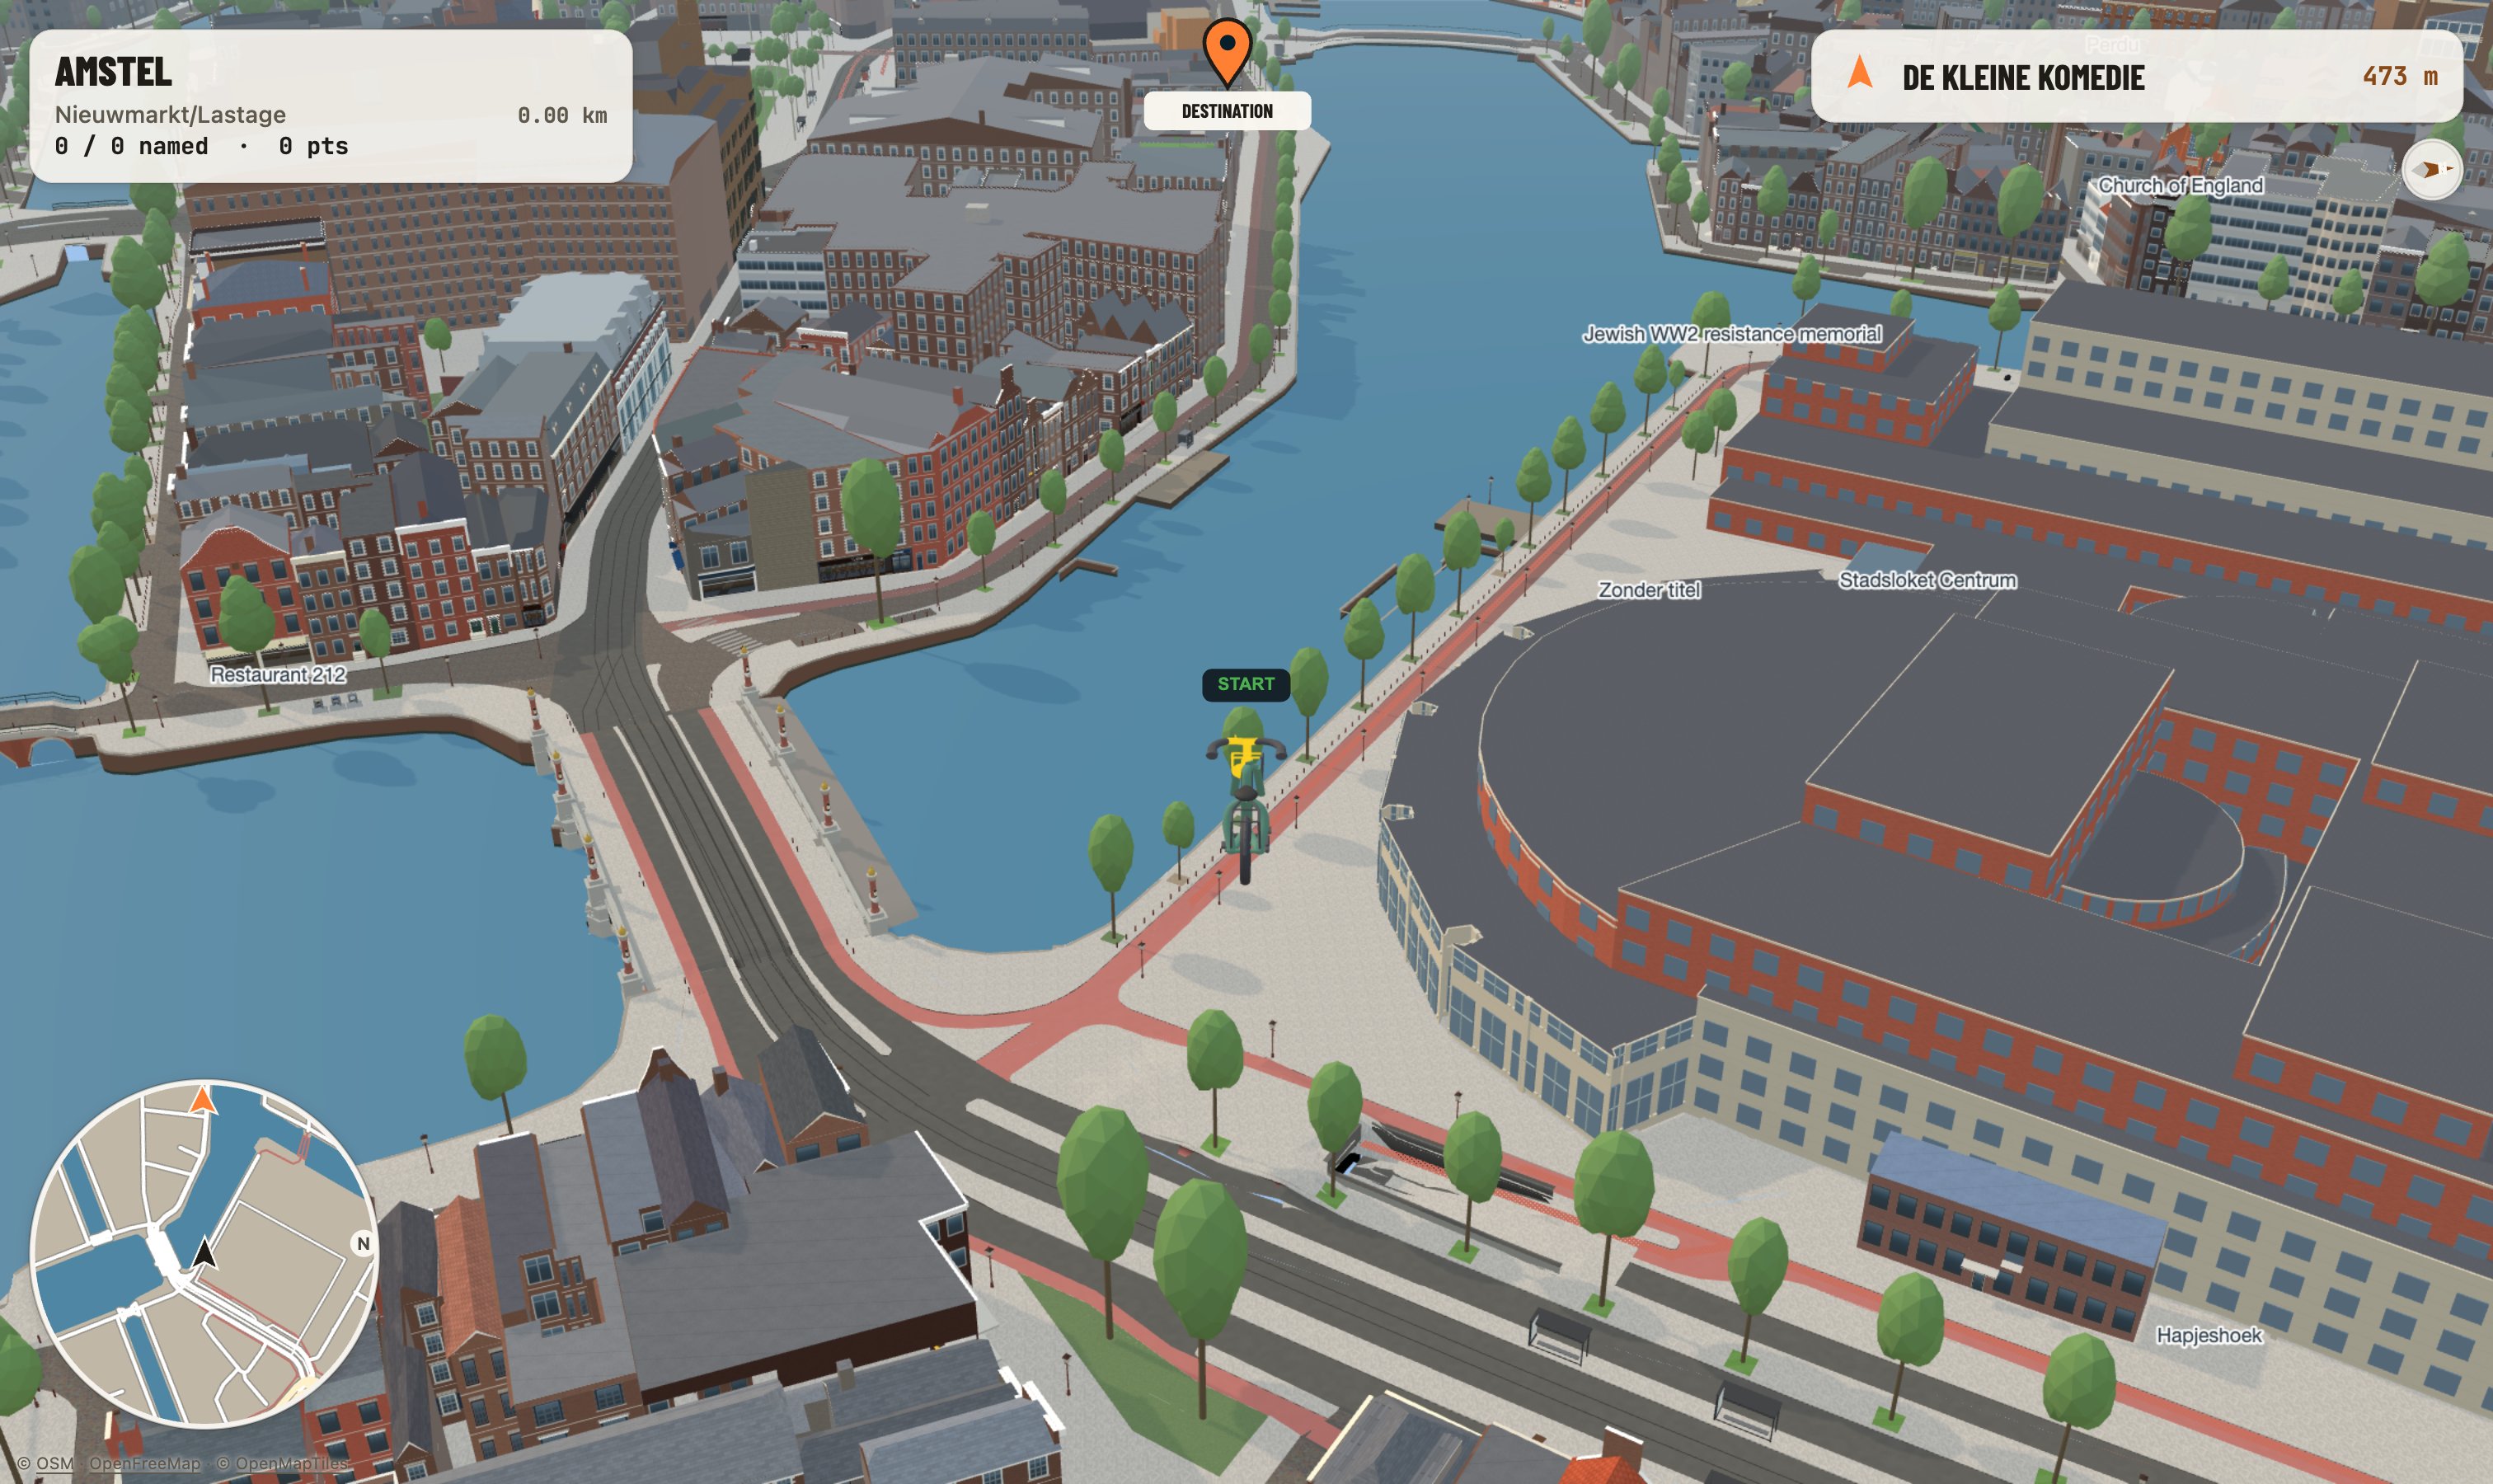 AMSTEL
Nieuwmarkt/Lastage 0.00 km
0 / 0 named · 0 pts
DESTINATION
Perdu
DE KLEINE KOMEDIE 473 m
Church of England
Jewish WW2 resistance memorial
Zonder titel
Stadsloket Centrum
Restaurant 212
START
N
Hapjeshoek
© OSM OpenFreeMap © OpenMapTiles